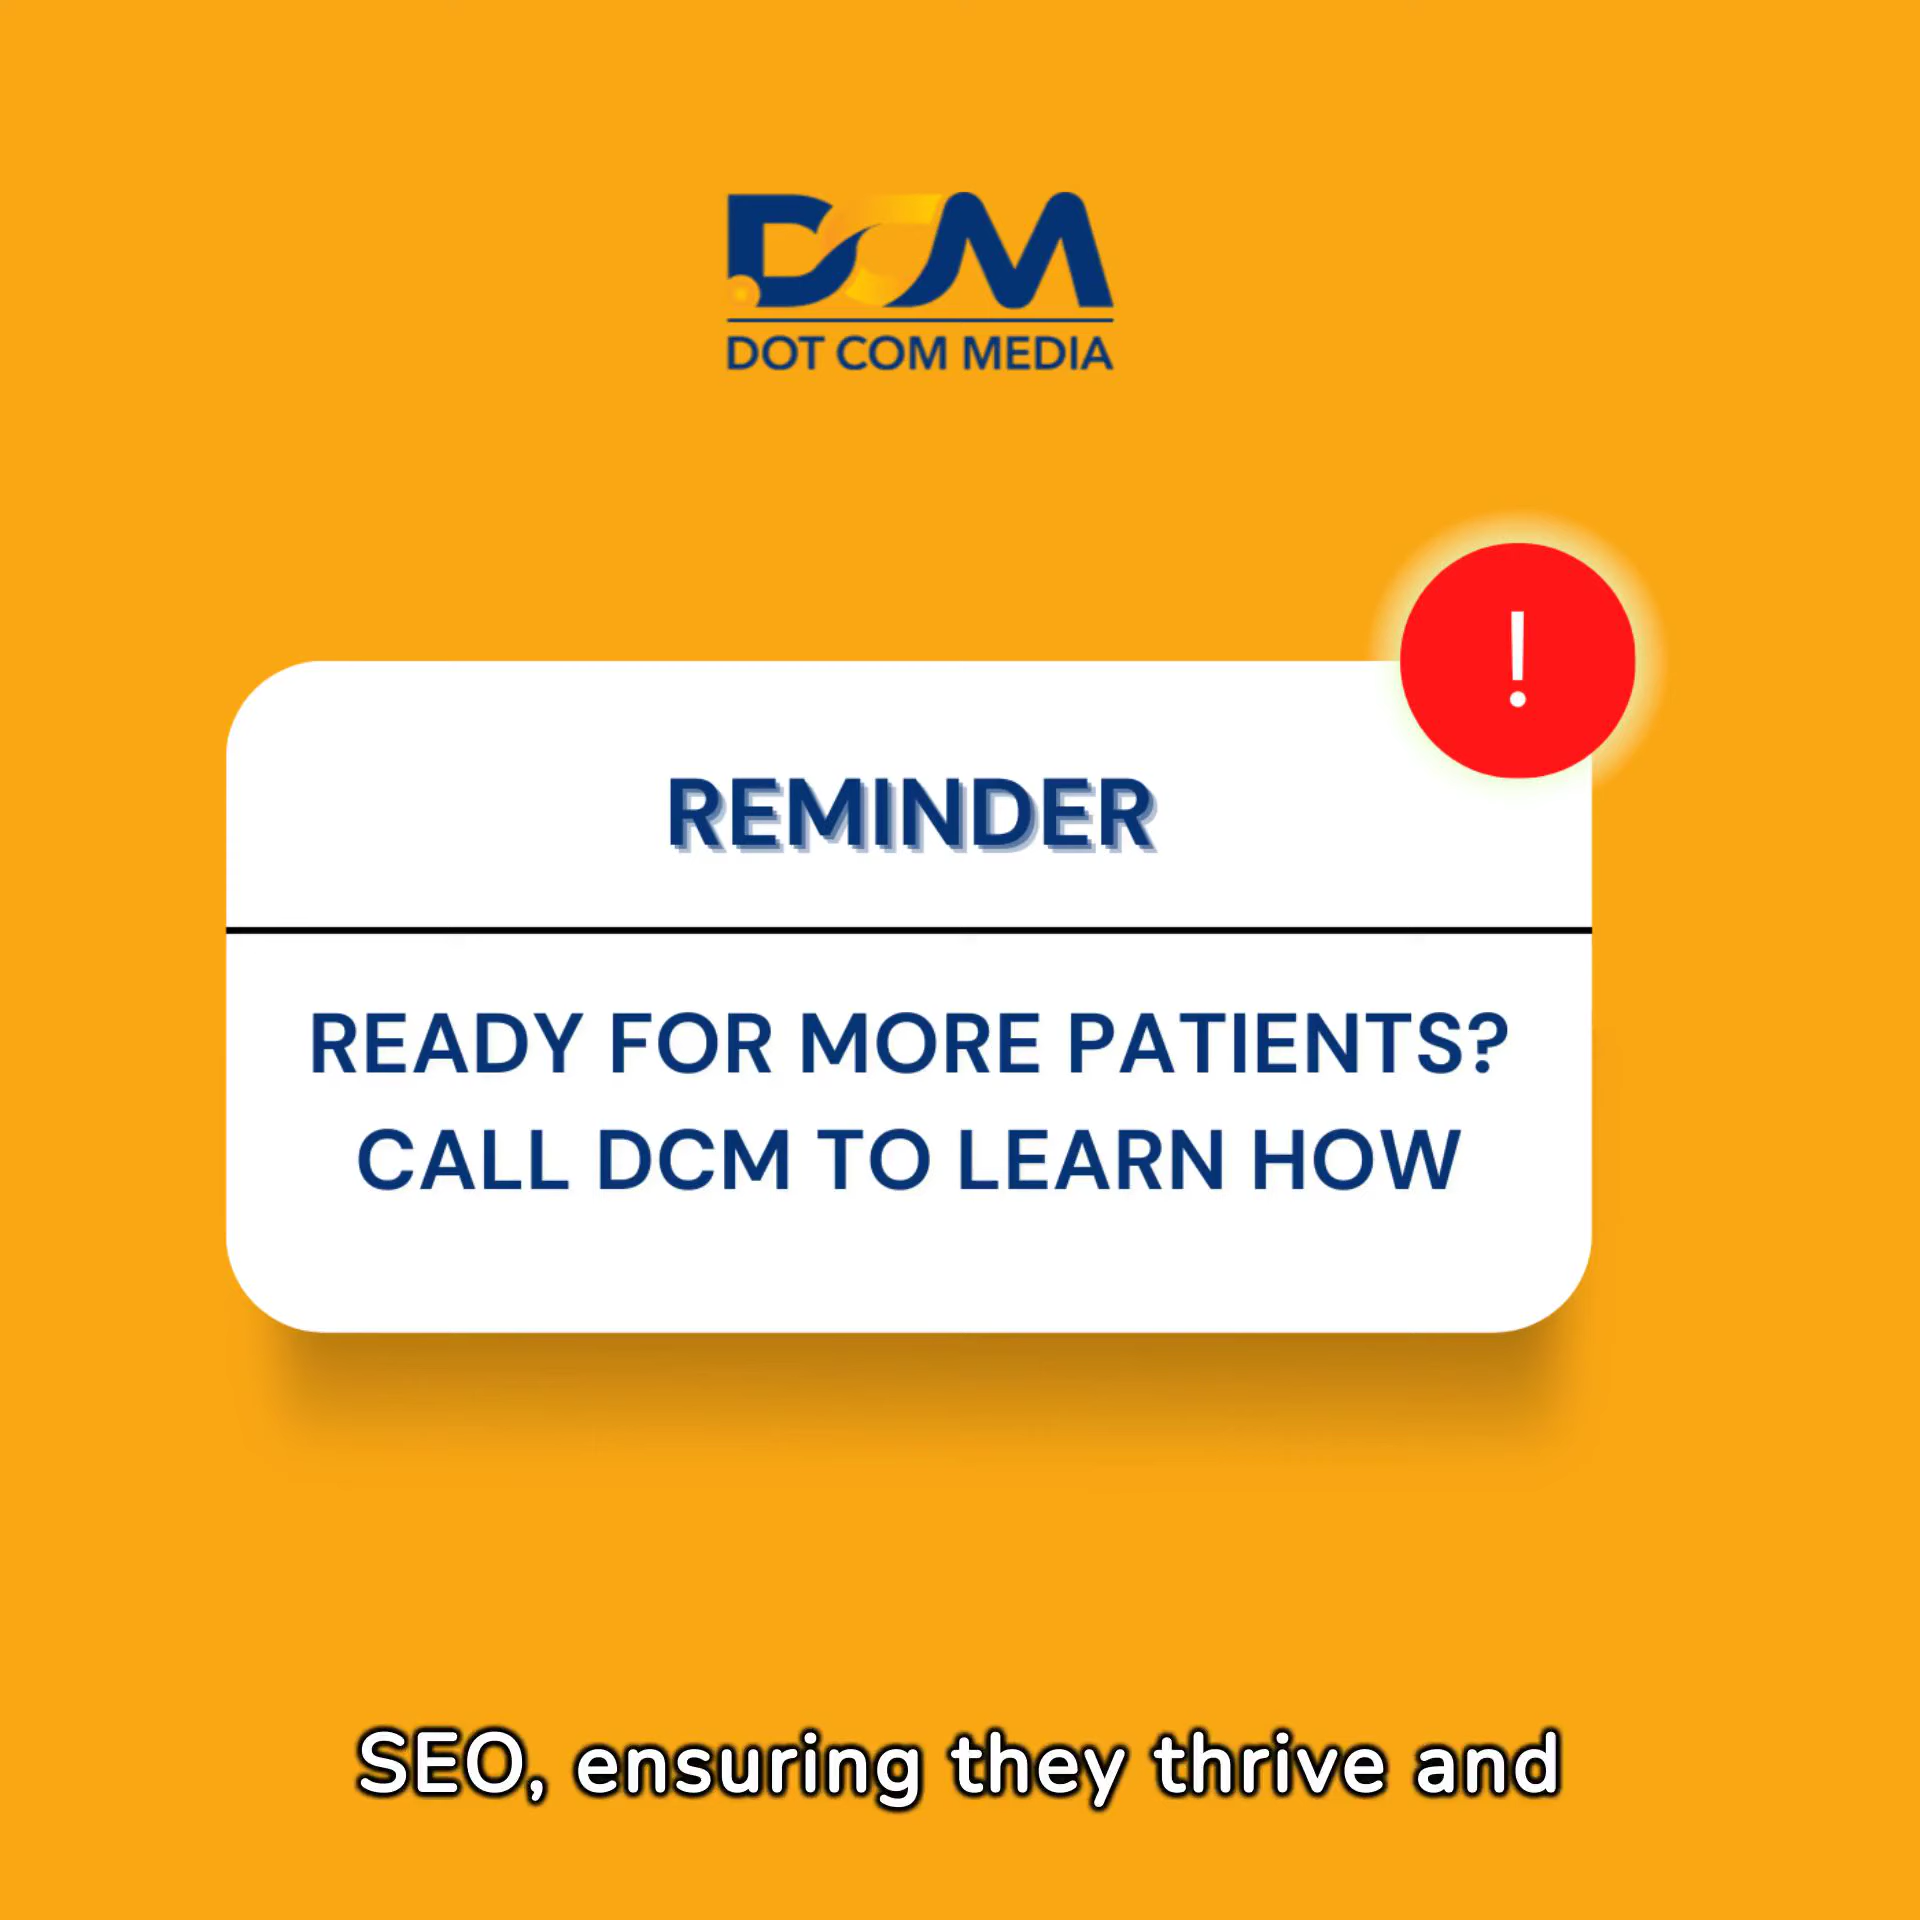 DCM
DOT COM MEDIA
!
REMINDER
READY FOR MORE PATIENTS?
CALL DCM TO LEARN HOW
SEO, ensuring they thrive and